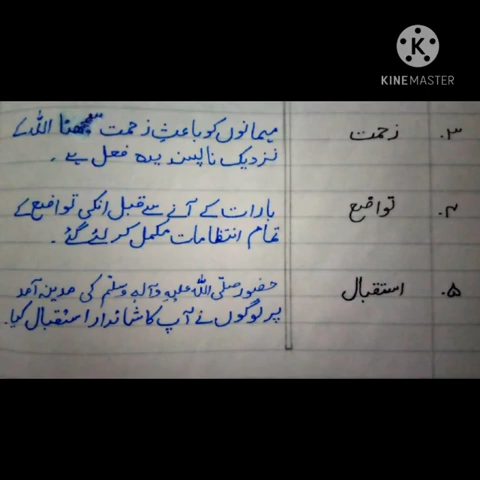 KINEMASTER
۳. زحمت
مہمانوں کو باعثِ زحمت سمجھنا اللہ کے
نزدیک ناپسندیدہ فعل ہے۔
۴. تواضع
بارات کے آنے سے قبل انکی تواضع کے
تمام انتظامات مکمل کر لئے گئے۔
۵. استقبال
حضور صلّی اللہ علیہ وآلہ وسلم کی مدینہ آمد
پر لوگوں نے آپ کا شاندار استقبال کیا۔